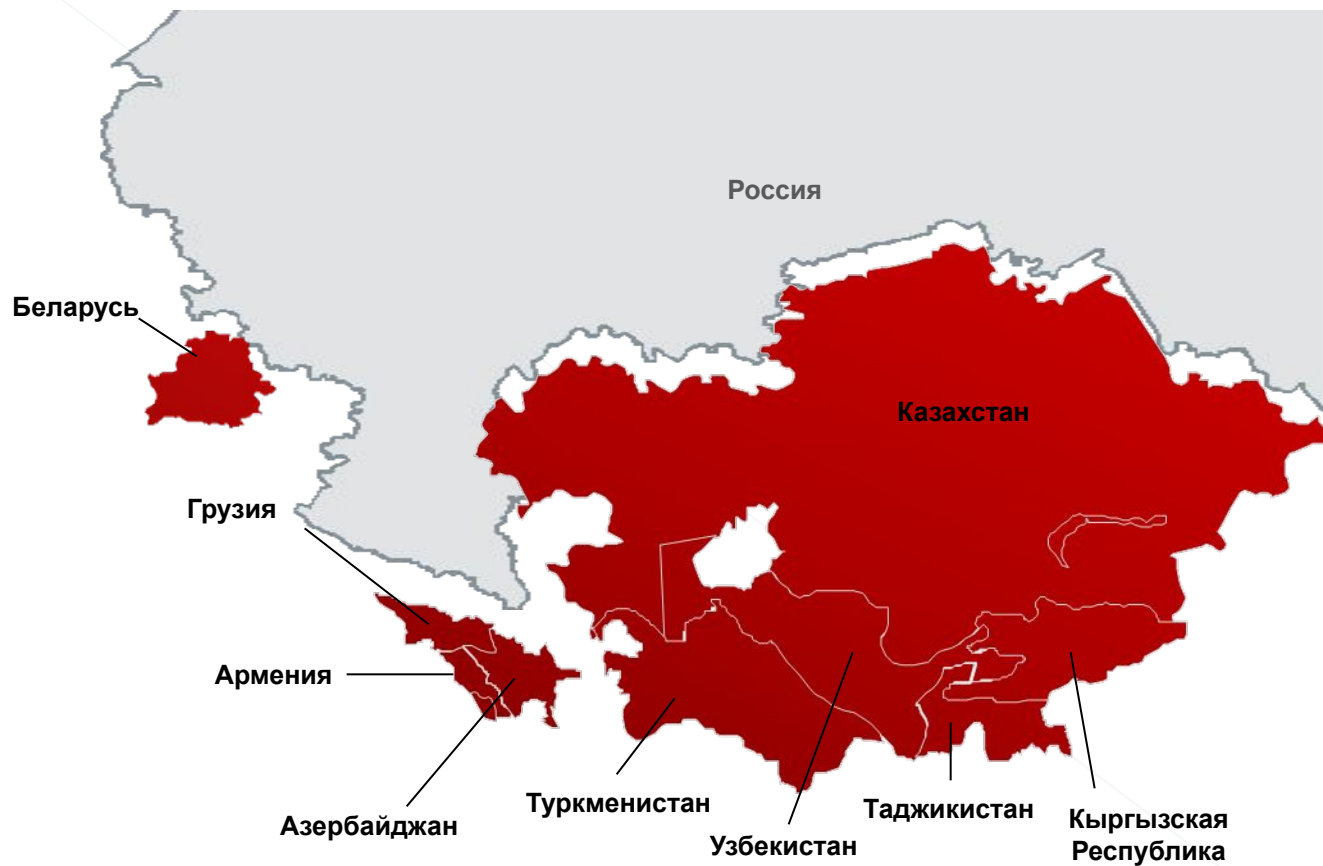 Россия
Беларусь
Казахстан
Грузия
Армения
Азербайджан
Туркменистан
Узбекистан
Таджикистан
Кыргызская
Республика